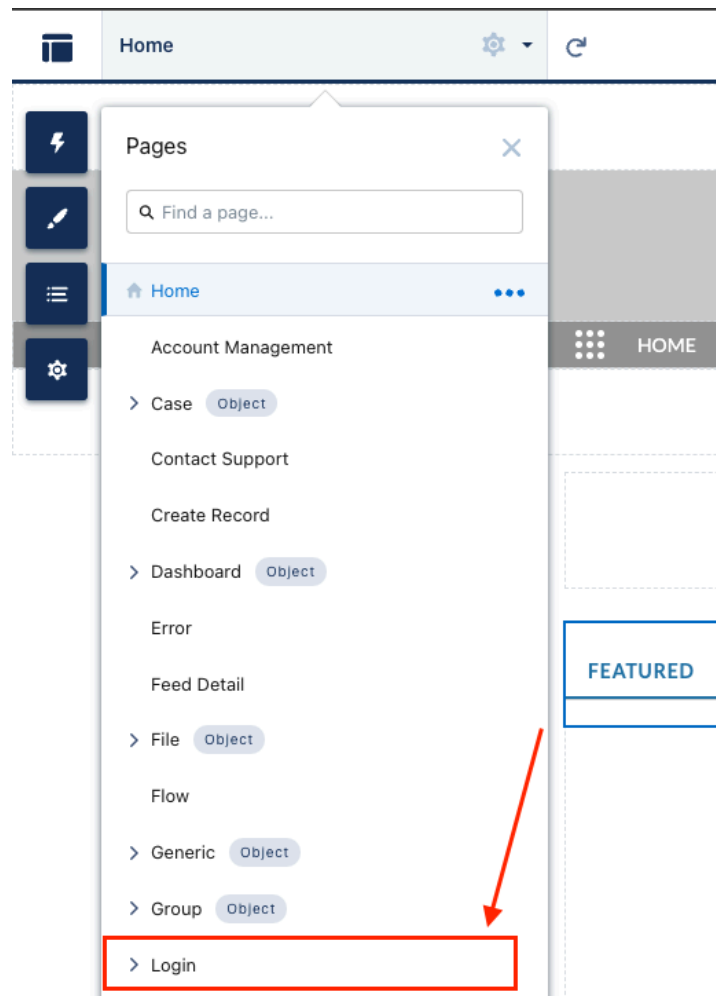 Home
Pages
Find a page...
Home
Account Management
HOME
Case Object
Contact Support
Create Record
Dashboard Object
Error
FEATURED
Feed Detail
File Object
Flow
Generic Object
Group Object
Login